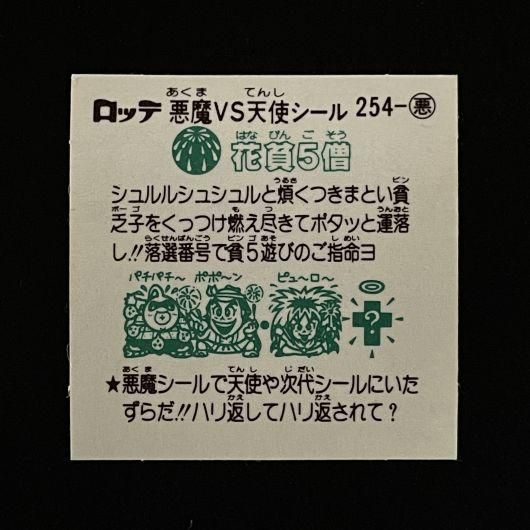 ロッテ 悪魔VS天使シール 254-悪
花貧5僧
シュルルシュシュルと煩くつきまとい貧
乏子をくっつけ燃え尽きてポタッと運落
し!!落選番号で貧5遊びのご指命ヨ
パチパチ〜 ポポ〜ン ピュ〜ロ〜
?
★悪魔シールで天使や次代シールにいた
ずらだ!!ハリ返してハリ返されて?